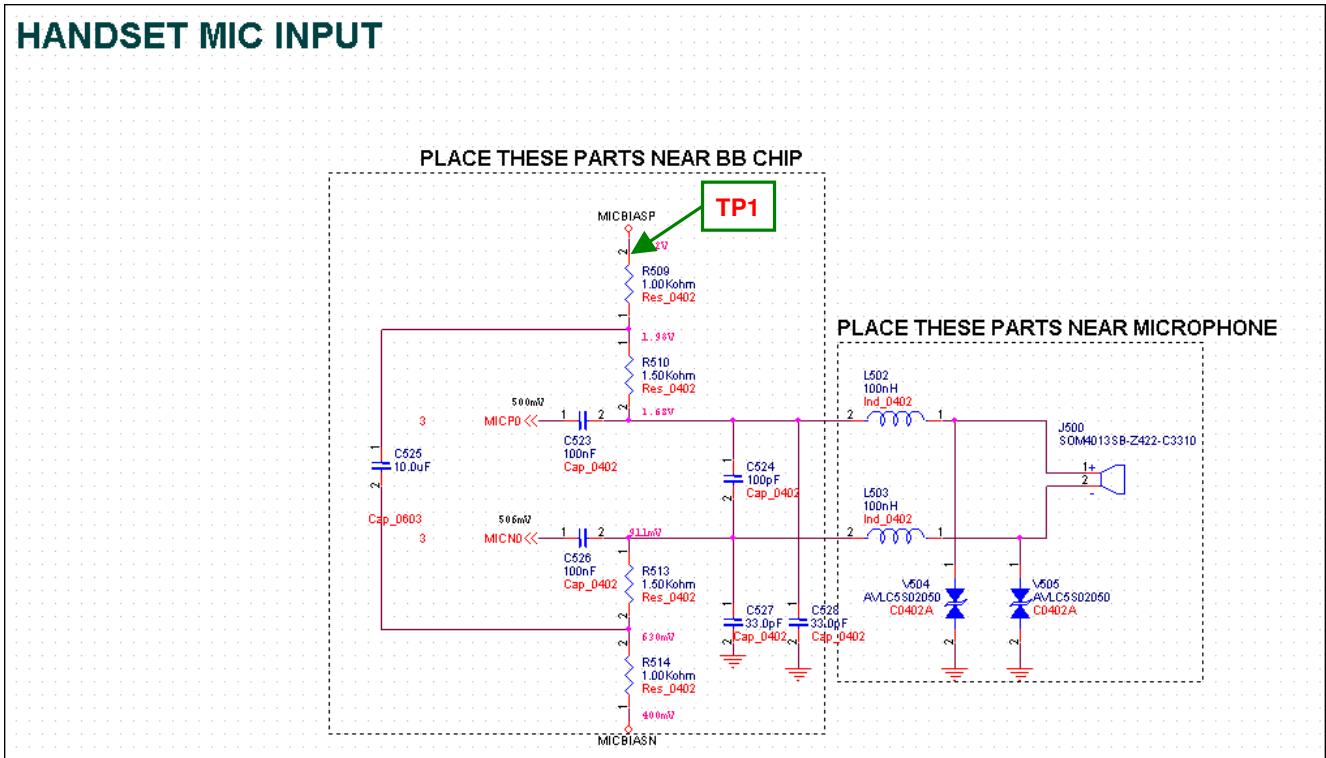 HANDSET MIC INPUT
PLACE THESE PARTS NEAR BB CHIP
MICBIASP
TP1
2
2V
R509
1.00Kohm
Res_0402
1
1.98V
1
R510
1.50Kohm
Res_0402
2
1.68V
500mV
3
MICP0
1
2
C523
100nF
Cap_0402
1
C525
10.0uF
2
Cap_0603
1
C524
100pF
Cap_0402
2
506mV
3
MICN0
1
2
C526
100nF
Cap_0402
911mV
1
R513
1.50Kohm
Res_0402
2
630mV
2
R514
1.00Kohm
Res_0402
1
400mV
MICBIASN
1
C527
33.0pF
Cap_0402
2
1
C528
33.0pF
Cap_0402
2
PLACE THESE PARTS NEAR MICROPHONE
L502
100nH
Ind_0402
2
1
J500
SOM4013SB-Z422-C3310
1
+
2
-
L503
100nH
Ind_0402
2
1
1
V504
AVLC5S02050
C0402A
2
1
V505
AVLC5S02050
C0402A
2